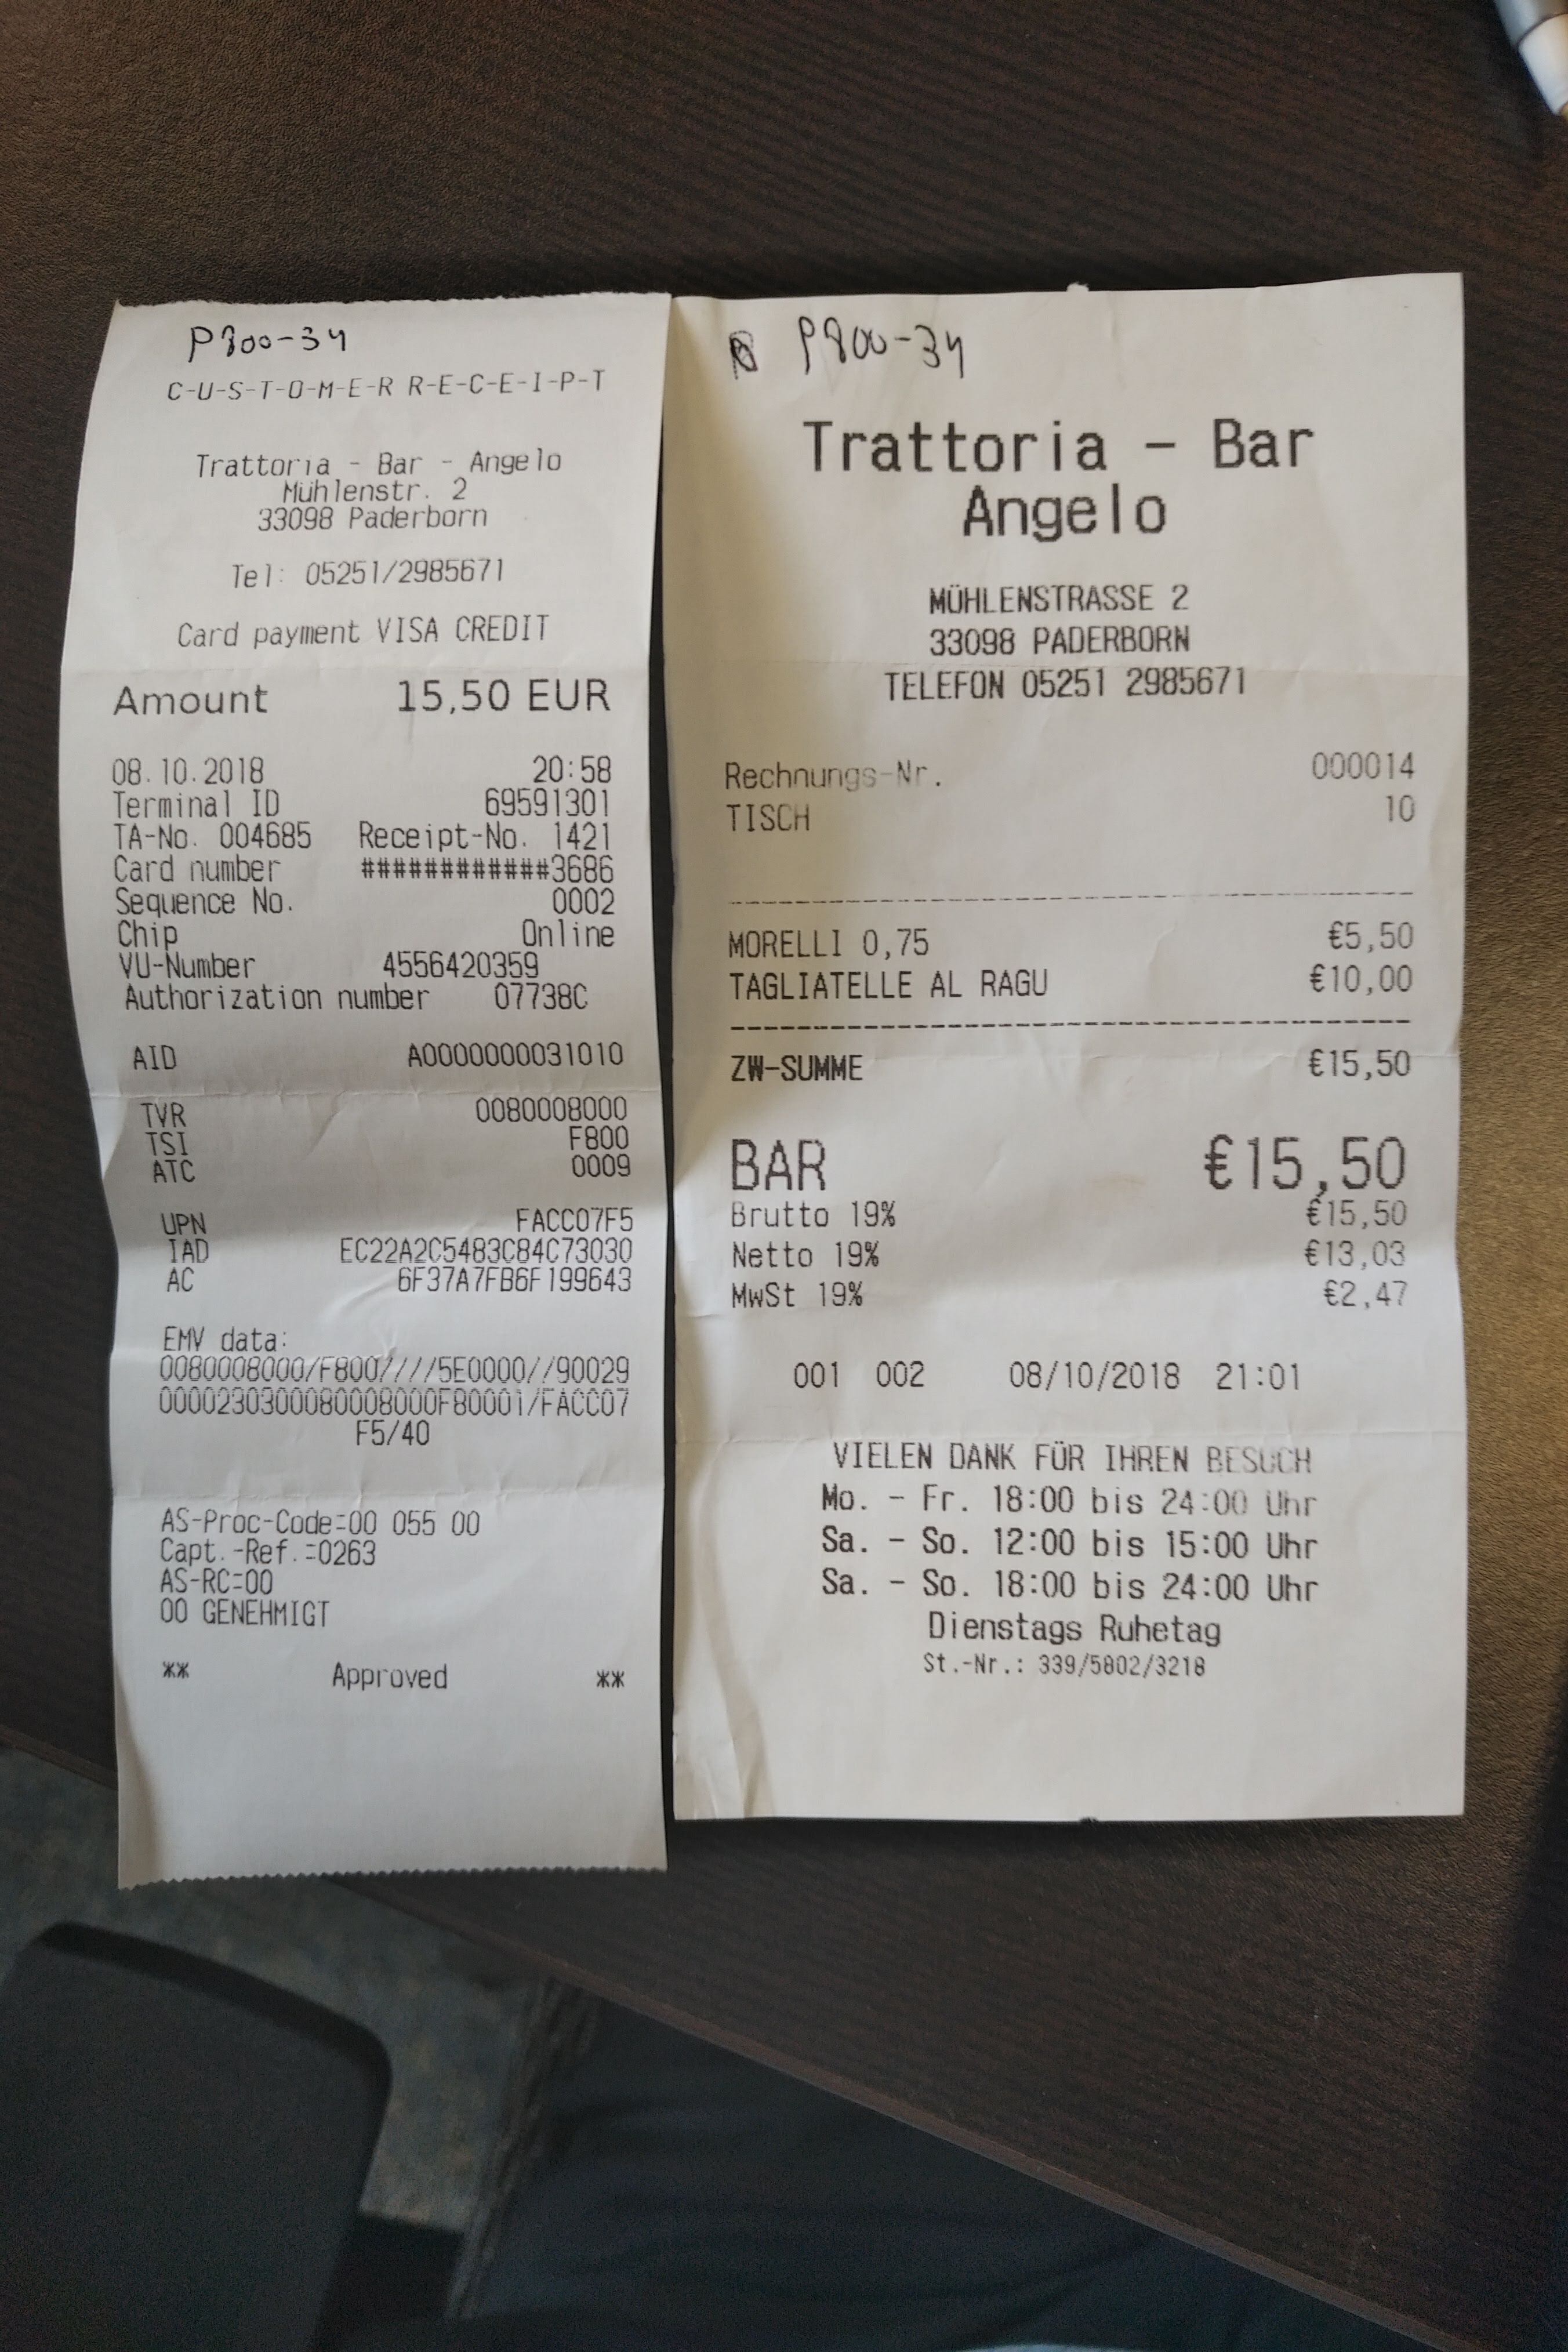 P800-34
C-U-S-T-O-M-E-R R-E-C-E-I-P-T
Trattoria - Bar - Angelo
Mühlenstr. 2
33098 Paderborn
Tel: 05251/2985671
Card payment VISA CREDIT
Amount 15,50 EUR
08.10.2018 20:58
Terminal ID 69591301
TA-No. 004685 Receipt-No. 1421
Card number ############3686
Sequence No. 0002
Chip Online
VU-Number 4556420359
Authorization number 07738C
AID A0000000031010
TVR 0080008000
TSI F800
ATC 0009
UPN FACC07F5
IAD EC22A2C5483C84C73030
AC 6F37A7FB6F199643
EMV data:
0080008000/F800////5E0000//90029
0000230300080008000F80001/FACC07
F5/40
AS-Proc-Code=00 055 00
Capt.-Ref.=0263
AS-RC=00
00 GENEHMIGT
** Approved **
P800-34
Trattoria - Bar
Angelo
MÜHLENSTRASSE 2
33098 PADERBORN
TELEFON 05251 2985671
Rechnungs-Nr. 000014
TISCH 10
MORELLI 0,75 €5,50
TAGLIATELLE AL RAGU €10,00
ZW-SUMME €15,50
BAR €15,50
Brutto 19% €15,50
Netto 19% €13,03
MwSt 19% €2,47
001 002 08/10/2018 21:01
VIELEN DANK FÜR IHREN BESUCH
Mo. - Fr. 18:00 bis 24:00 Uhr
Sa. - So. 12:00 bis 15:00 Uhr
Sa. - So. 18:00 bis 24:00 Uhr
Dienstags Ruhetag
St.-Nr.: 339/5802/3218